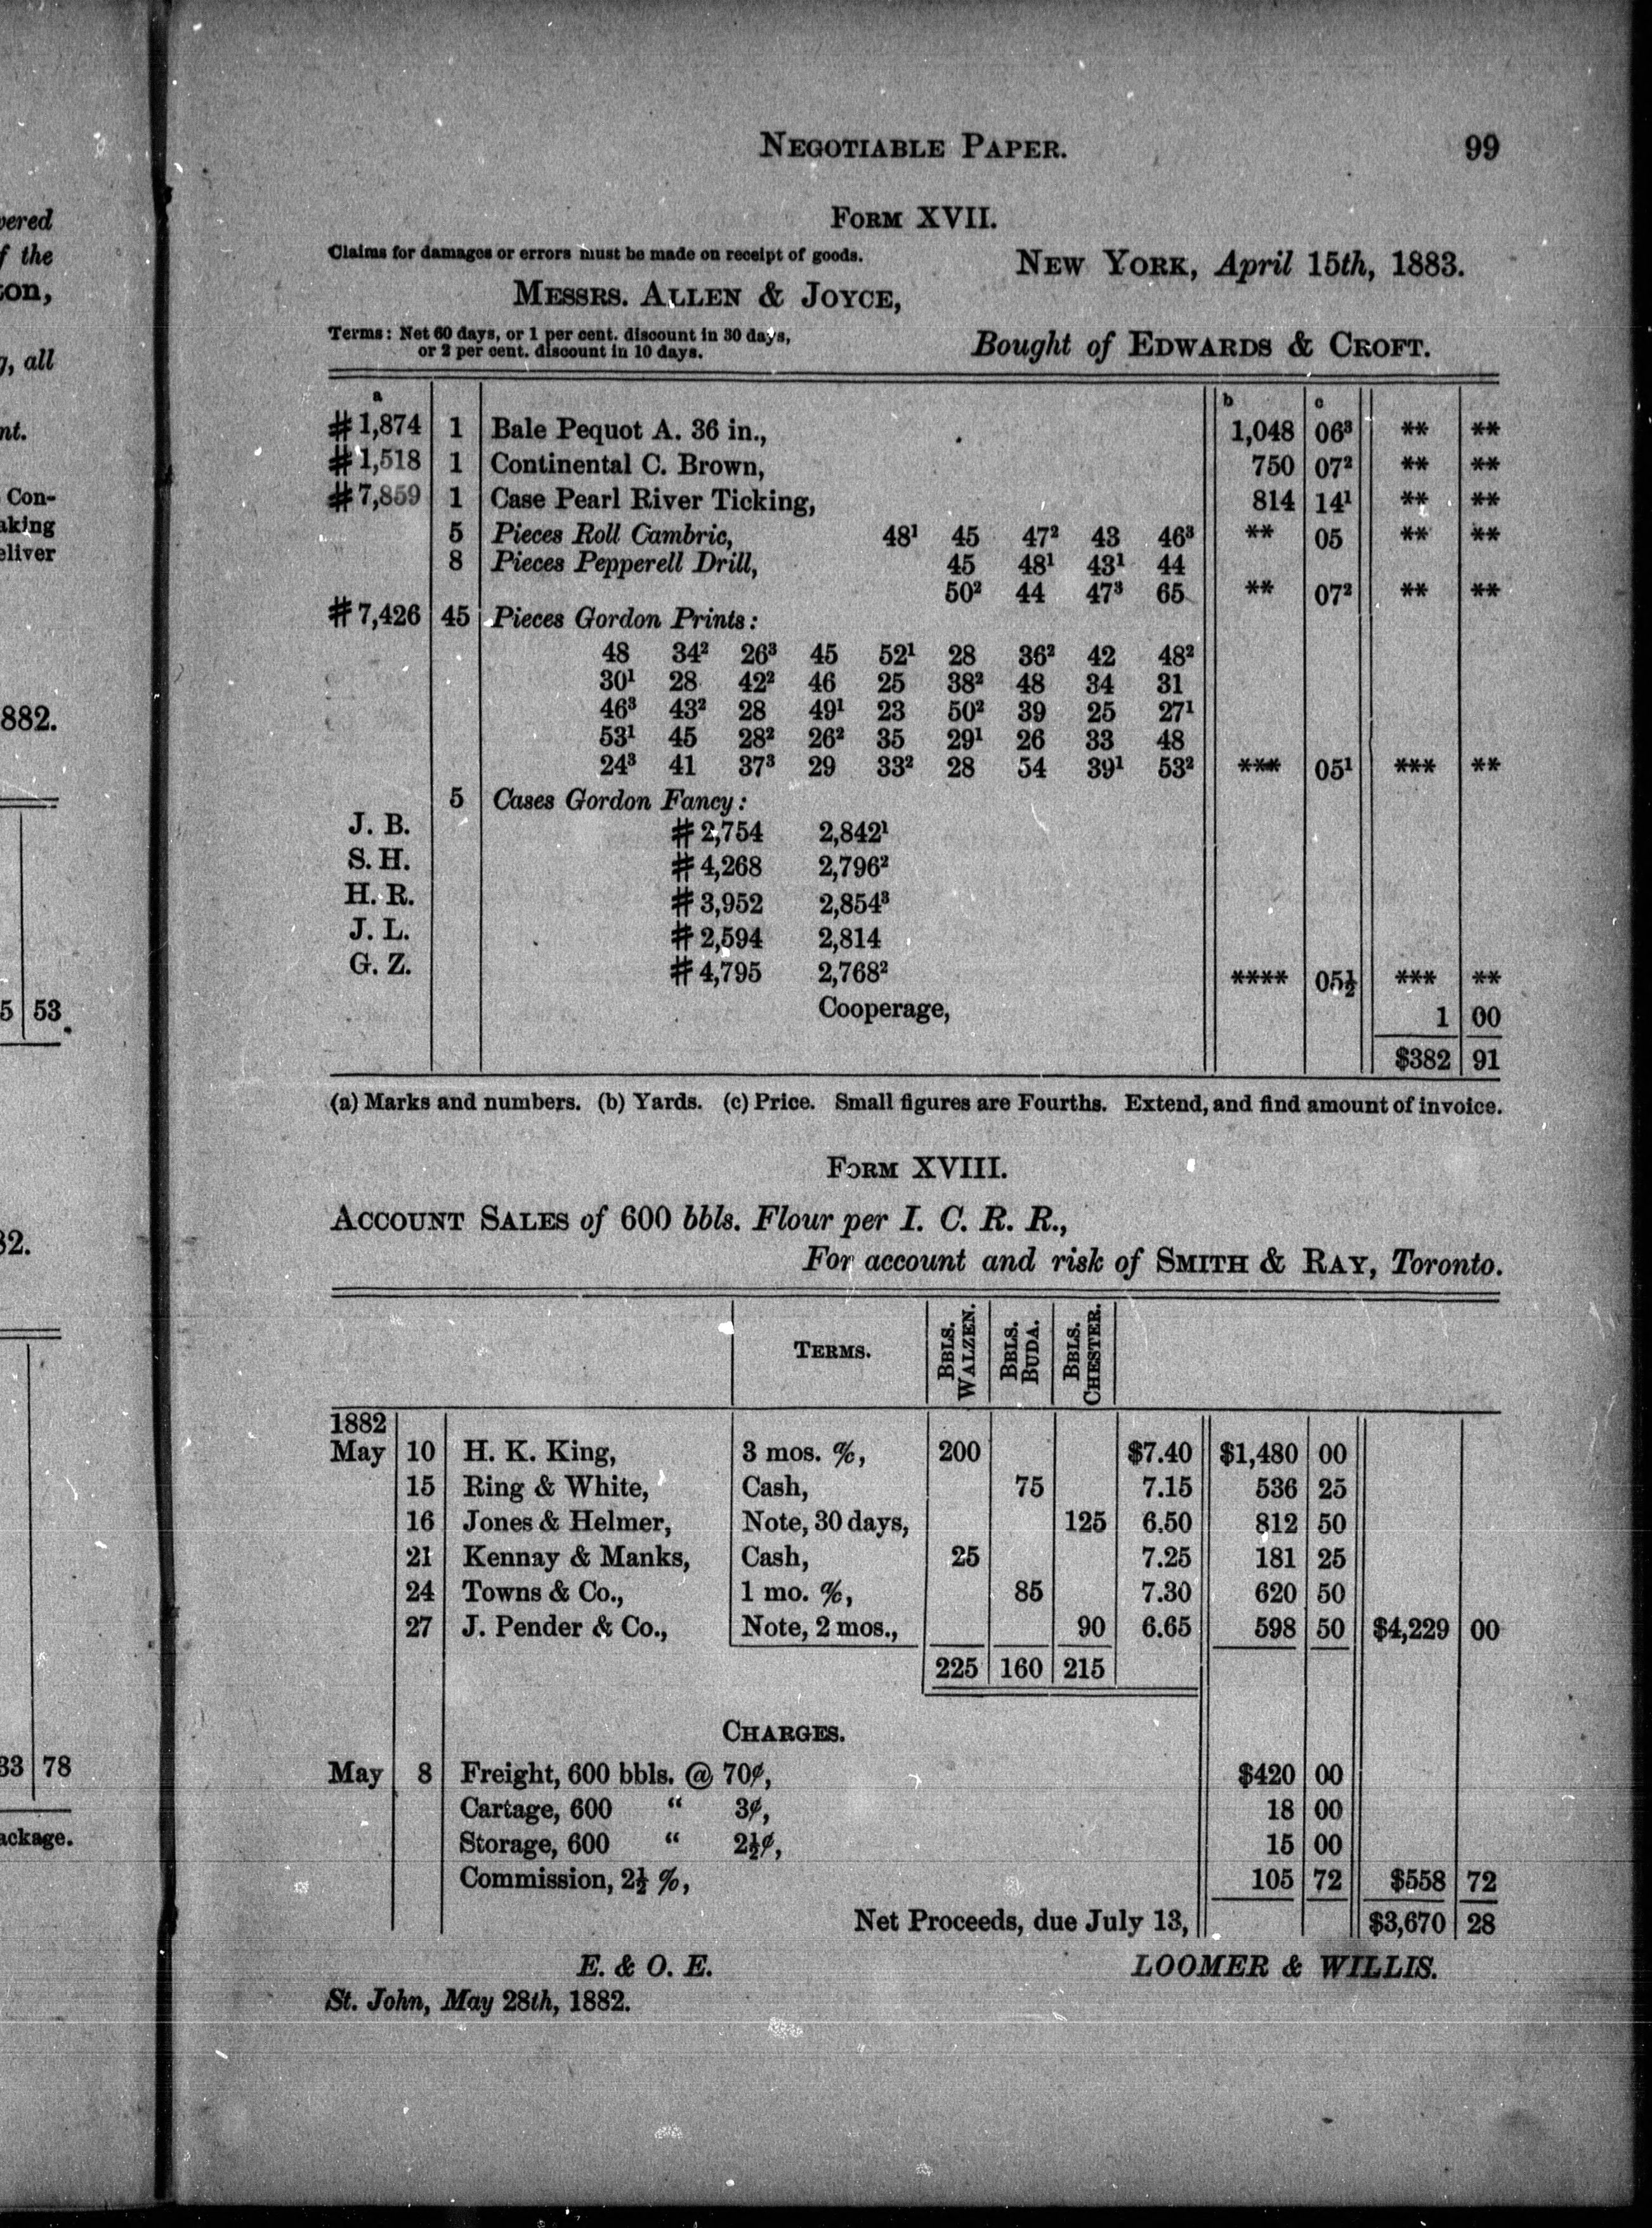 NEGOTIABLE PAPER. 99
FORM XVII.
Claims for damages or errors must be made on receipt of goods.
NEW YORK, April 15th, 1883.
MESSRS. ALLEN & JOYCE,
Terms: Net 60 days, or 1 per cent. discount in 30 days,
or 2 per cent. discount in 10 days.
Bought of EDWARDS & CROFT.
a b c
#1,874 1 Bale Pequot A. 36 in., 1,048 06³ ** **
#1,518 1 Continental C. Brown, 750 07² ** **
#7,859 1 Case Pearl River Ticking, 814 14¹ ** **
5 Pieces Roll Cambric, 48¹ 45 47² 43 46³ ** 05 ** **
8 Pieces Pepperell Drill, 45 48¹ 43¹ 44
50² 44 47³ 65 ** 07² ** **
#7,426 45 Pieces Gordon Prints:
48 34² 26³ 45 52¹ 28 36² 42 48²
30¹ 28 42² 46 25 38² 48 34 31
46³ 43² 28 49¹ 23 50² 39 25 27¹
53¹ 45 28² 26² 35 29¹ 26 33 48
24³ 41 37³ 29 33² 28 54 39¹ 53² *** 05¹ *** **
5 Cases Gordon Fancy:
J. B. #2,754 2,842¹
S. H. #4,268 2,796²
H. R. #3,952 2,854³
J. L. #2,594 2,814
G. Z. #4,795 2,768² **** 05½ *** **
Cooperage, 1 00
$382 91
(a) Marks and numbers. (b) Yards. (c) Price. Small figures are Fourths. Extend, and find amount of invoice.
FORM XVIII.
ACCOUNT SALES of 600 bbls. Flour per I. C. R. R.,
For account and risk of SMITH & RAY, Toronto.
TERMS. BBLS. WALZEN. BBLS. BUDA. BBLS. CHESTER.
1882
May 10 H. K. King, 3 mos. %, 200 $7.40 $1,480 00
15 Ring & White, Cash, 75 7.15 536 25
16 Jones & Helmer, Note, 30 days, 125 6.50 812 50
21 Kennay & Manks, Cash, 25 7.25 181 25
24 Towns & Co., 1 mo. %, 85 7.30 620 50
27 J. Pender & Co., Note, 2 mos., 90 6.65 598 50 $4,229 00
225 160 215
CHARGES.
May 8 Freight, 600 bbls. @ 70¢, $420 00
Cartage, 600 “ 3¢, 18 00
Storage, 600 “ 2½¢, 15 00
Commission, 2½ %, 105 72 $558 72
Net Proceeds, due July 13, $3,670 28
E. & O. E. LOOMER & WILLIS.
St. John, May 28th, 1882.
vered
f the
on,
, all
nt.
Con-
aking
eliver
882.
5 53
82.
33 78
ackage.